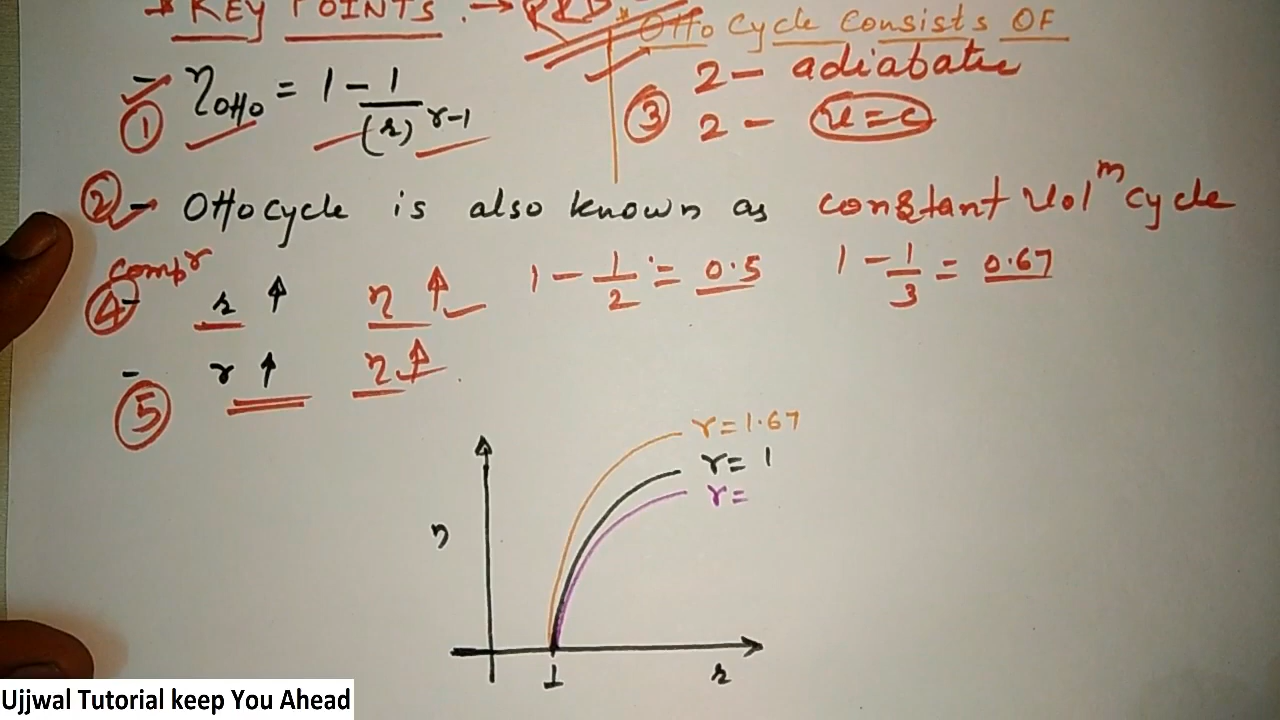 * KEY POINTS . →
* Otto Cycle Consists OF
2 - adiabatic
③ 2 - v = c
① - η Otto = 1 - 1/(r)^γ-1
② - Otto cycle is also known as constant Vol^m cycle
comp^r
④ - r ↑ η ↑ 1 - 1/2 = 0.5 1 - 1/3 = 0.67
⑤ - γ ↑ η ↑
γ = 1.67
γ = 1
γ =
η
1 r
Ujjwal Tutorial keep You Ahead